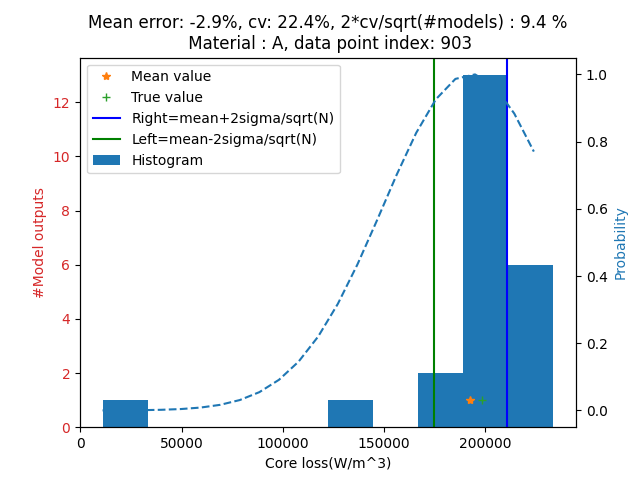 Mean error: -2.9%, cv: 22.4%, 2*cv/sqrt(#models) : 9.4 %
Material : A, data point index: 903
Mean value
True value
Right=mean+2sigma/sqrt(N)
Left=mean-2sigma/sqrt(N)
Histogram
#Model outputs
0
2
4
6
8
10
12
Probability
0.0
0.2
0.4
0.6
0.8
1.0
0 50000 100000 150000 200000
Core loss(W/m^3)